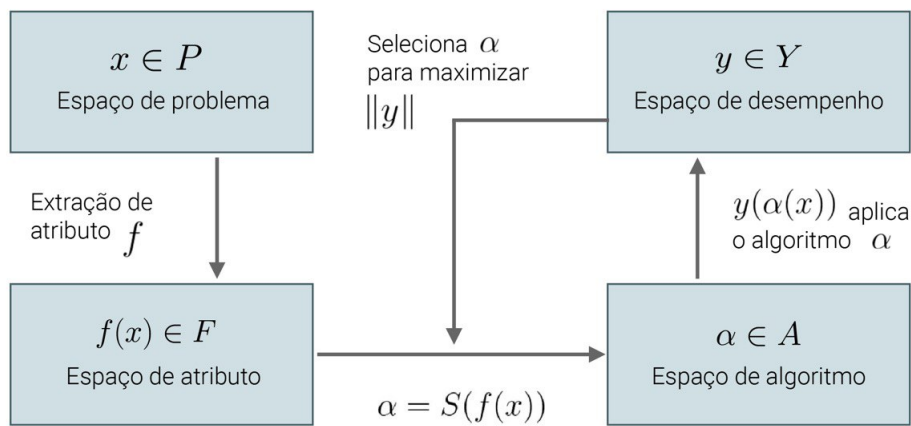 x ∈ P
Espaço de problema
Seleciona α
para maximizar
‖y‖
y ∈ Y
Espaço de desempenho
Extração de
atributo f
y(α(x)) aplica
o algoritmo α
f(x) ∈ F
Espaço de atributo
α = S(f(x))
α ∈ A
Espaço de algoritmo